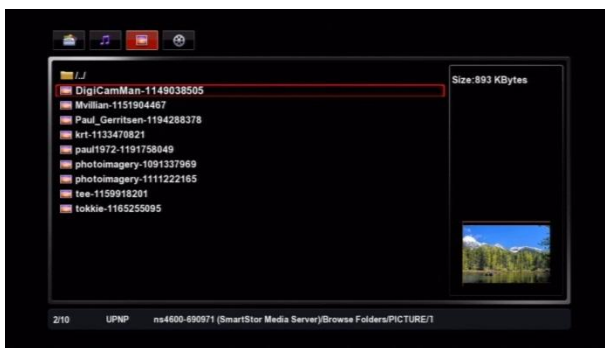 /../
DigiCamMan-1149038505
Mvillian-1151904467
Paul_Gerritsen-1194288378
krt-1133470821
paul1972-1191758049
photoimagery-1091337969
photoimagery-1111222165
tee-1159918201
tokkie-1165255095
Size:893 KBytes
2/10 UPNP ns4600-690971 (SmartStor Media Server)/Browse Folders/PICTURE/1